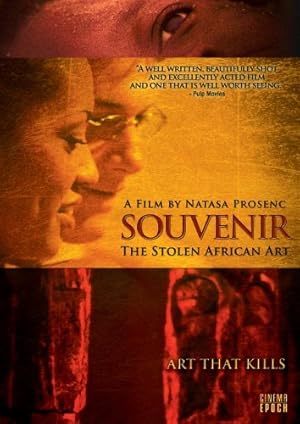 "A WELL WRITTEN, BEAUTIFULLY SHOT
AND EXCELLENTLY ACTED FILM
AND ONE THAT IS WELL WORTH SEEING."
- Pulp Movies
A FILM BY NATASA PROSENC
SOUVENIR
THE STOLEN AFRICAN ART
ART THAT KILLS
CINEMA
EPOCH